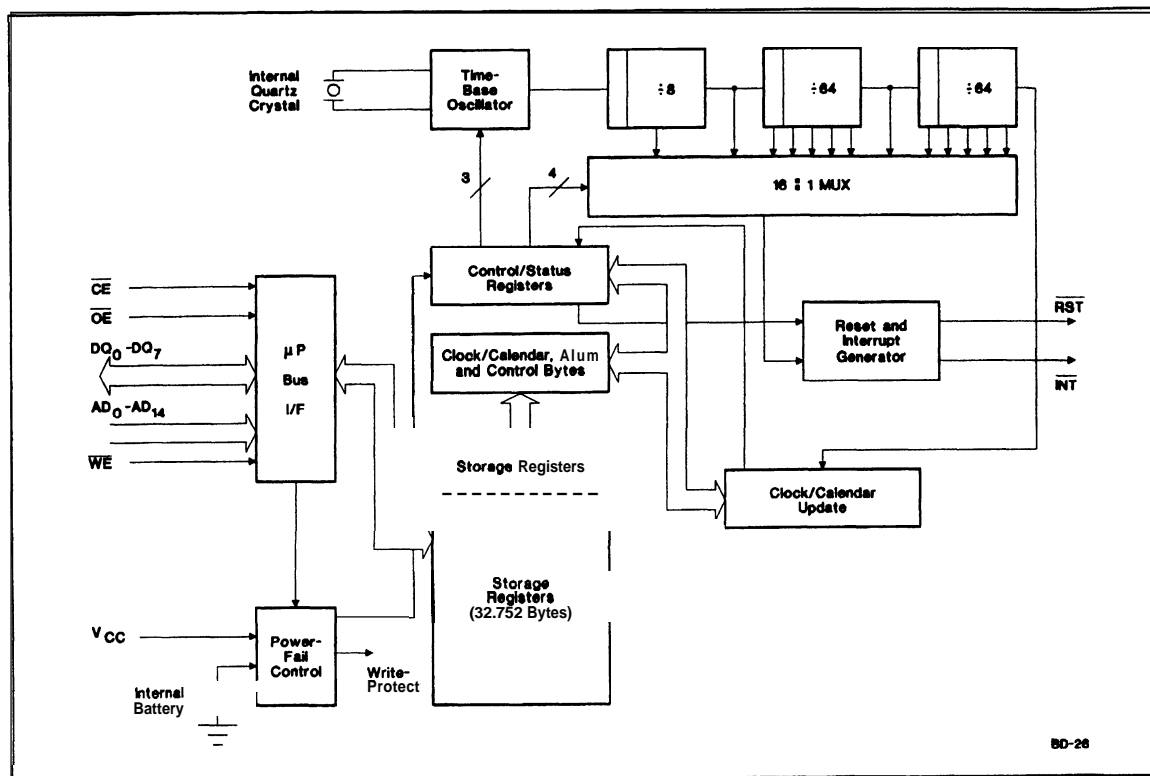 Internal
Quartz
Crystal
Time-
Base
Oscillator
÷8
÷64
÷64
3
4
16 : 1 MUX
Control/Status
Registers
CE
OE
DQ0-DQ7
AD0-AD14
WE
µP
Bus
I/F
Clock/Calendar, Alum
and Control Bytes
Reset and
Interrupt
Generator
RST
INT
Storage Registers
Clock/Calendar
Update
Storage
Registers
(32.752 Bytes)
VCC
Power-
Fail
Control
Write-
Protect
Internal
Battery
BD-26